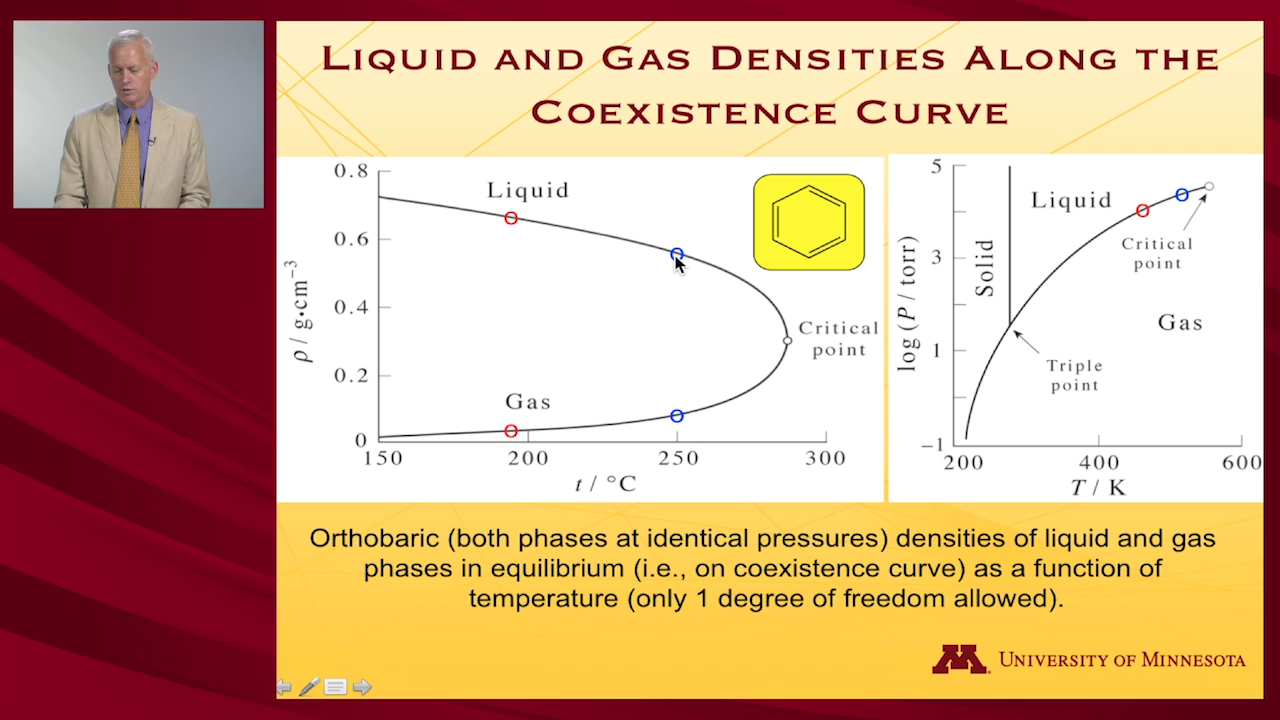 LIQUID AND GAS DENSITIES ALONG THE
COEXISTENCE CURVE
0.8
0.6
0.4
0.2
0
ρ / g•cm⁻³
Liquid
Gas
Critical
point
150
200
250
300
t / °C
5
3
1
−1
log (P / torr)
Solid
Liquid
Critical
point
Gas
Triple
point
200
400
600
T / K
Orthobaric (both phases at identical pressures) densities of liquid and gas
phases in equilibrium (i.e., on coexistence curve) as a function of
temperature (only 1 degree of freedom allowed).
M UNIVERSITY OF MINNESOTA